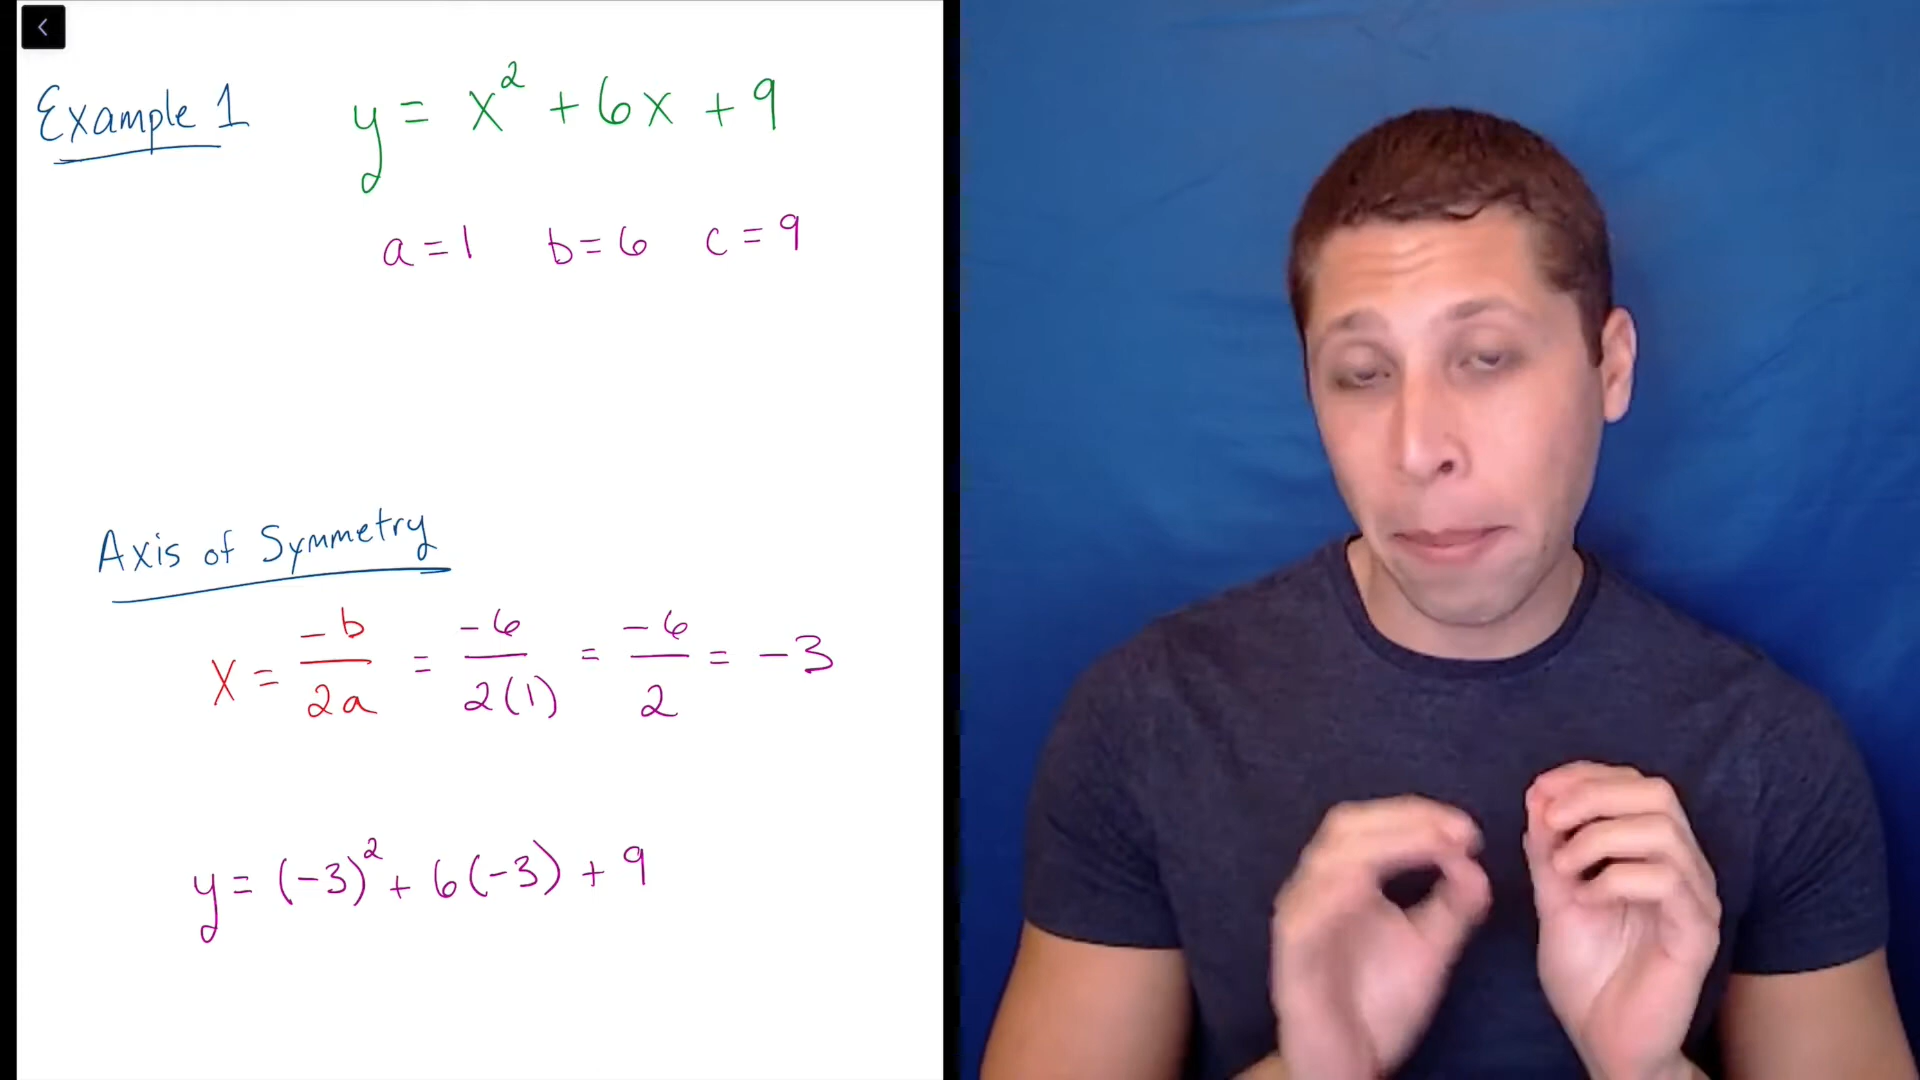 Example 1 y = x² + 6x + 9
a = 1 b = 6 c = 9
Axis of Symmetry
x = -b/2a = -6/2(1) = -6/2 = -3
y = (-3)² + 6(-3) + 9